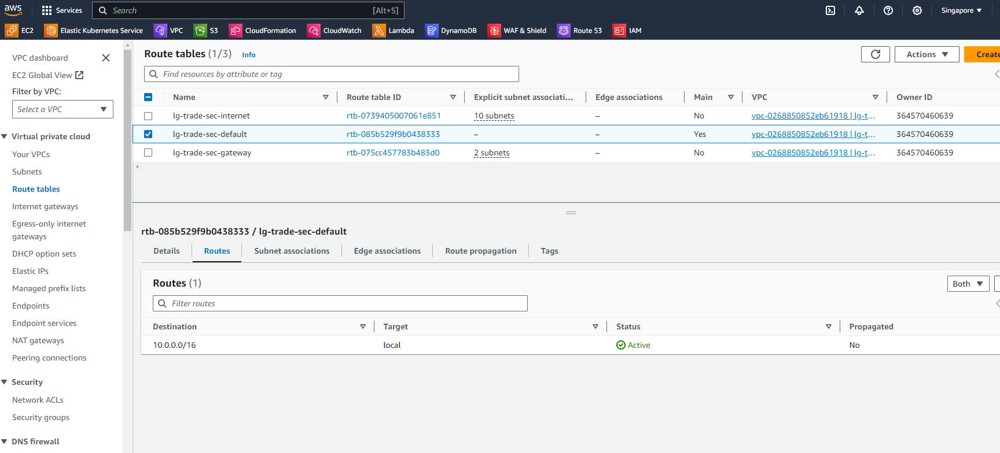 aws Services Search [Alt+S] Singapore
EC2 Elastic Kubernetes Service VPC S3 CloudFormation CloudWatch Lambda DynamoDB WAF & Shield Route 53 IAM
VPC dashboard
EC2 Global View
Filter by VPC:
Select a VPC
Virtual private cloud
Your VPCs
Subnets
Route tables
Internet gateways
Egress-only internet
gateways
DHCP option sets
Elastic IPs
Managed prefix lists
Endpoints
Endpoint services
NAT gateways
Peering connections
Security
Network ACLs
Security groups
DNS firewall
Route tables (1/3) Info
Actions Create
Find resources by attribute or tag
Name Route table ID Explicit subnet associati... Edge associations Main VPC Owner ID
lg-trade-sec-internet rtb-0739405007061e851 10 subnets – No vpc-0268850852eb61918 | lg-t... 364570460639
lg-trade-sec-default rtb-085b529f9b0438333 – – Yes vpc-0268850852eb61918 | lg-t... 364570460639
lg-trade-sec-gateway rtb-075cc457783b483d0 2 subnets – No vpc-0268850852eb61918 | lg-t... 364570460639
rtb-085b529f9b0438333 / lg-trade-sec-default
Details Routes Subnet associations Edge associations Route propagation Tags
Routes (1)
Both
Filter routes
Destination Target Status Propagated
10.0.0.0/16 local Active No